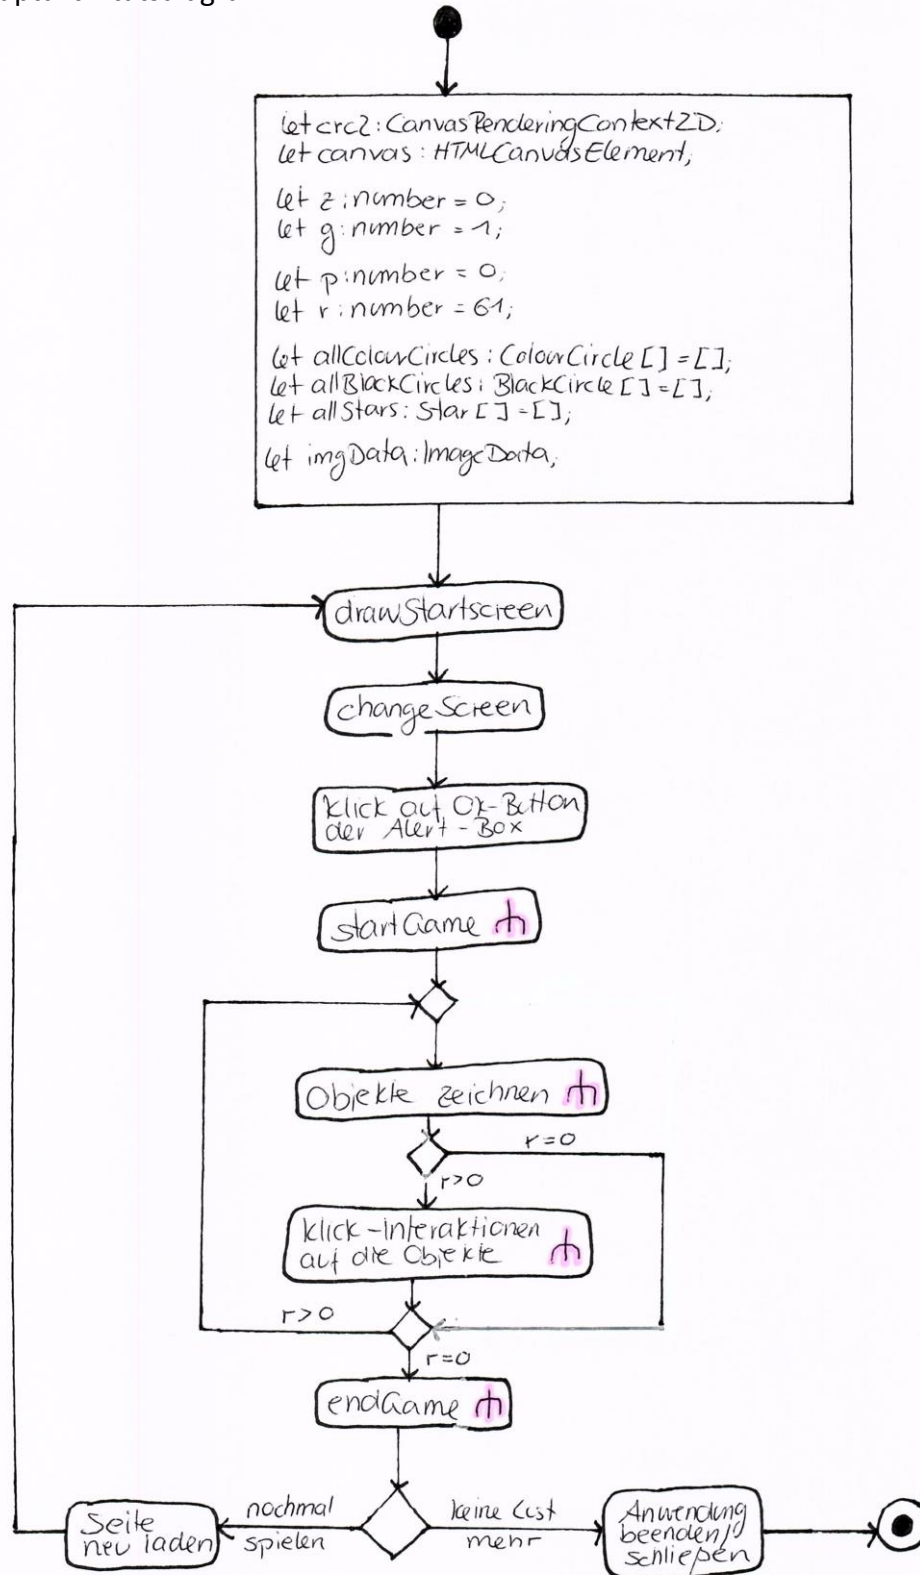 let crc2: CanvasRenderingContext2D;
let canvas: HTMLCanvasElement;
let z: number = 0;
let g: number = 1;
let p: number = 0;
let r: number = 61;
let allColourCircles: ColourCircle[] = [];
let allBlackCircles: BlackCircle[] = [];
let allStars: Star[] = [];
let imgData: ImageData;
drawStartscreen
changeScreen
Klick auf Ok-Button
der Alert-Box
startGame
Objekte zeichnen
r=0
r>0
Klick-Interaktionen
auf die Objekte
r>0
r=0
endGame
nochmal
spielen
keine Lust
mehr
Seite
neu laden
Anwendung
beenden/
schließen